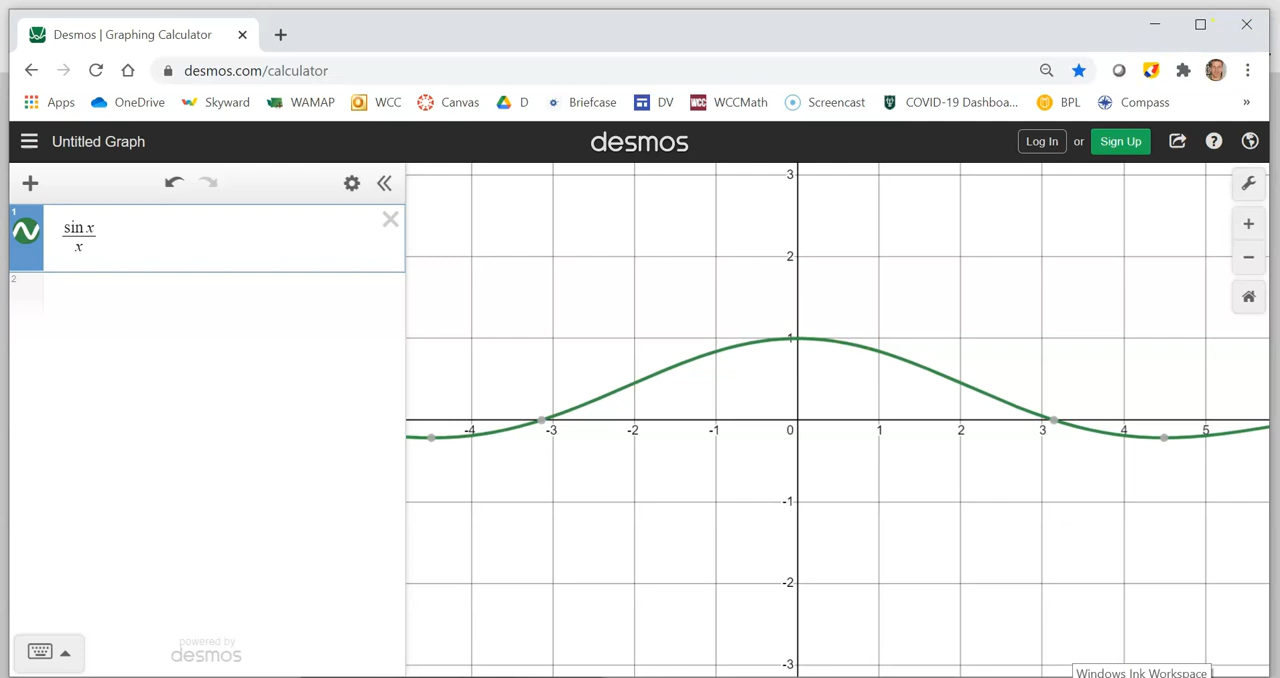 Desmos | Graphing Calculator
desmos.com/calculator
Apps OneDrive Skyward WAMAP WCC Canvas D Briefcase DV WCCMath Screencast COVID-19 Dashboa... BPL Compass »
Untitled Graph desmos Log In or Sign Up
1
sin x
x
2
powered by
desmos
3
2
1
-4 -3 -2 -1 0 1 2 3 4 5
-1
-2
-3
Windows Ink Workspace